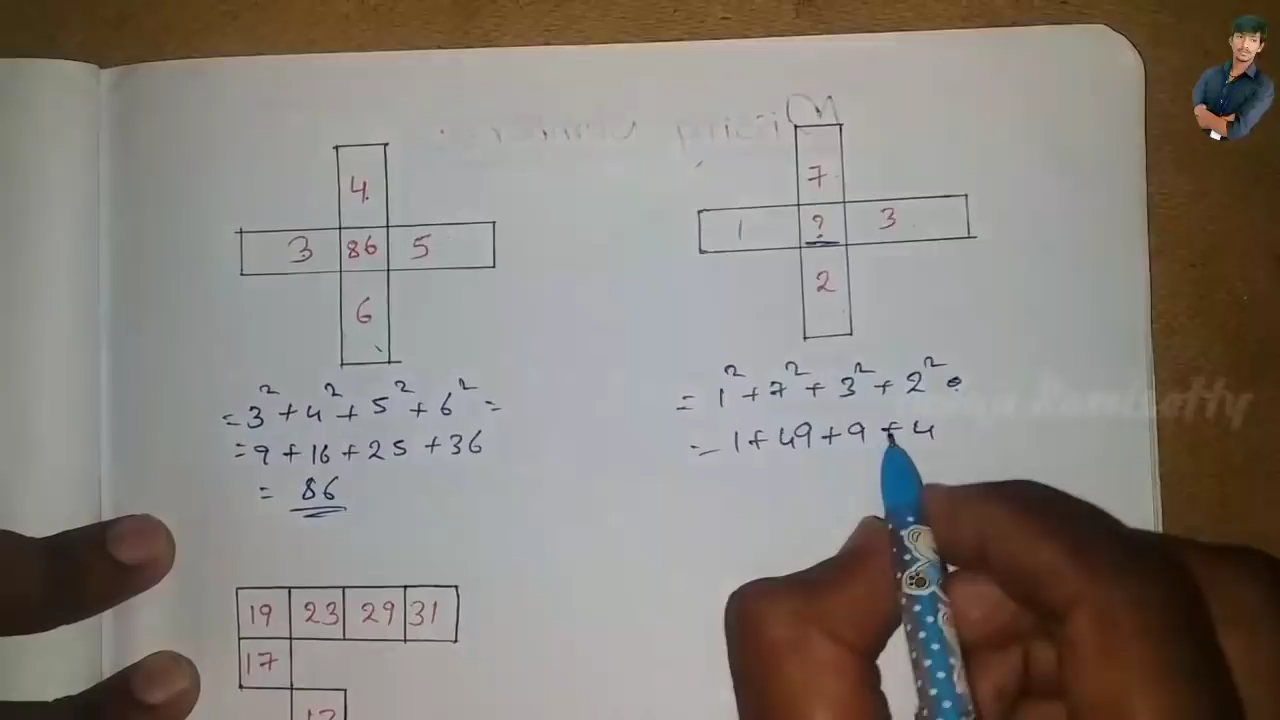 4
3 86 5
6
= 3² + 4² + 5² + 6² =
= 9 + 16 + 25 + 36
= 86
7
1 ? 3
2
= 1² + 7² + 3² + 2²
= 1 + 49 + 9 + 4
19 23 29 31
17